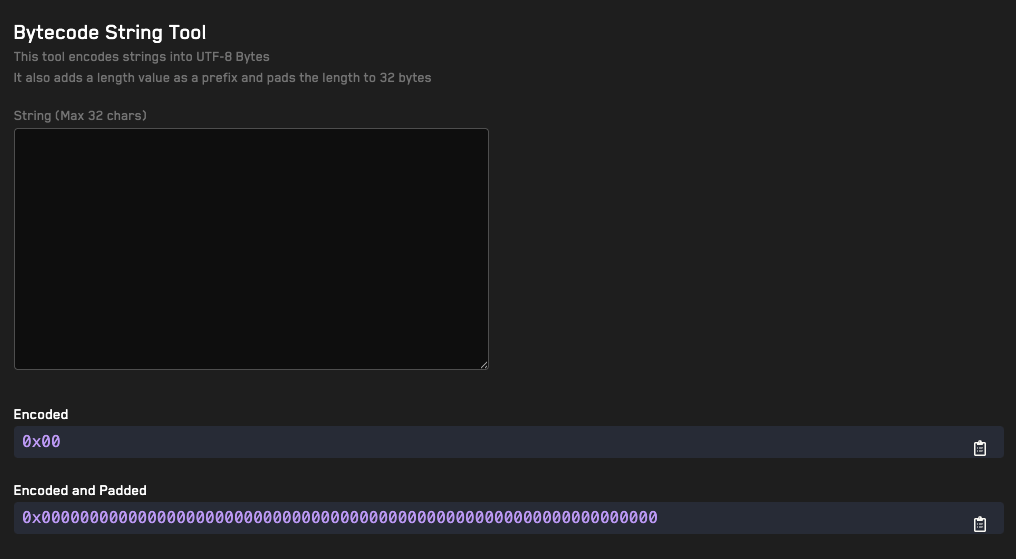 Bytecode String Tool
This tool encodes strings into UTF-8 Bytes
It also adds a length value as a prefix and pads the length to 32 bytes
String (Max 32 chars)
Encoded
0x00
Encoded and Padded
0x0000000000000000000000000000000000000000000000000000000000000000